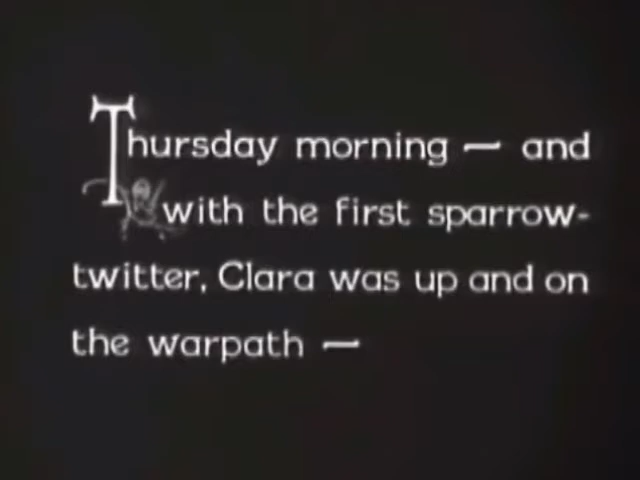 Thursday morning — and
with the first sparrow-
twitter, Clara was up and on
the warpath —